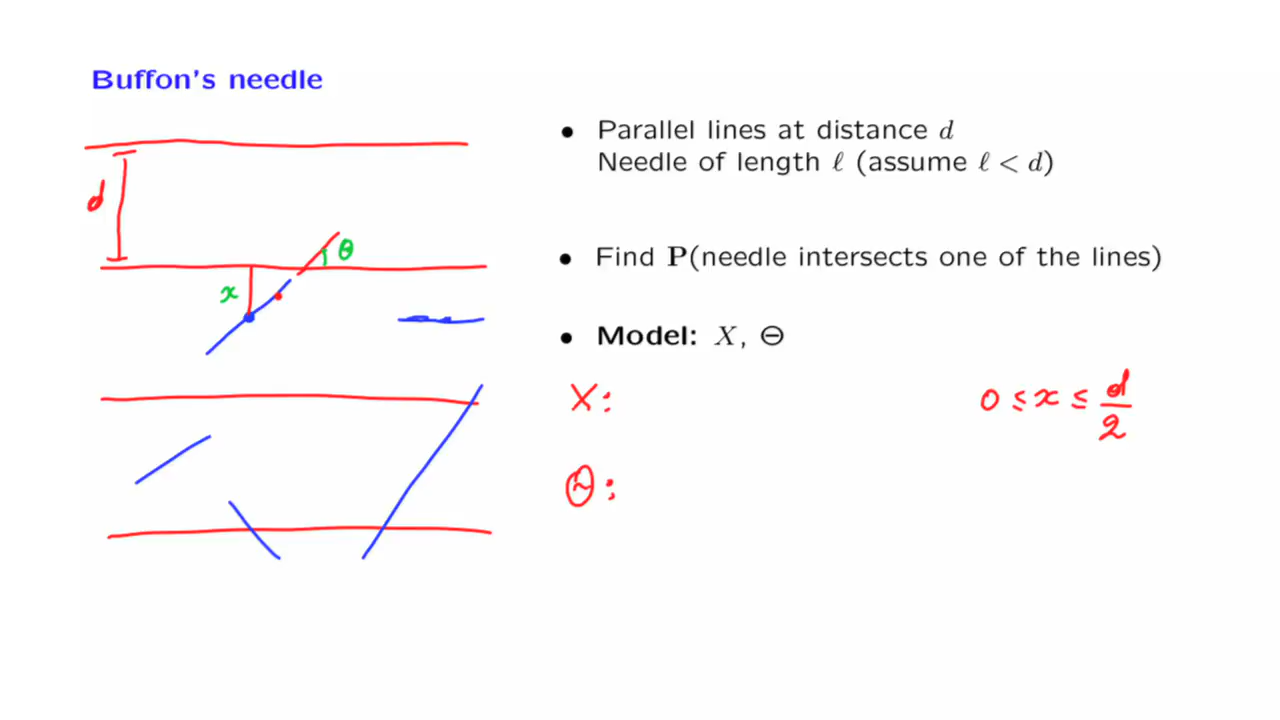 Buffon's needle
• Parallel lines at distance d
Needle of length ℓ (assume ℓ < d)
d
θ
x
• Find P(needle intersects one of the lines)
• Model: X, Θ
X:
0 ≤ x ≤ d/2
Θ: